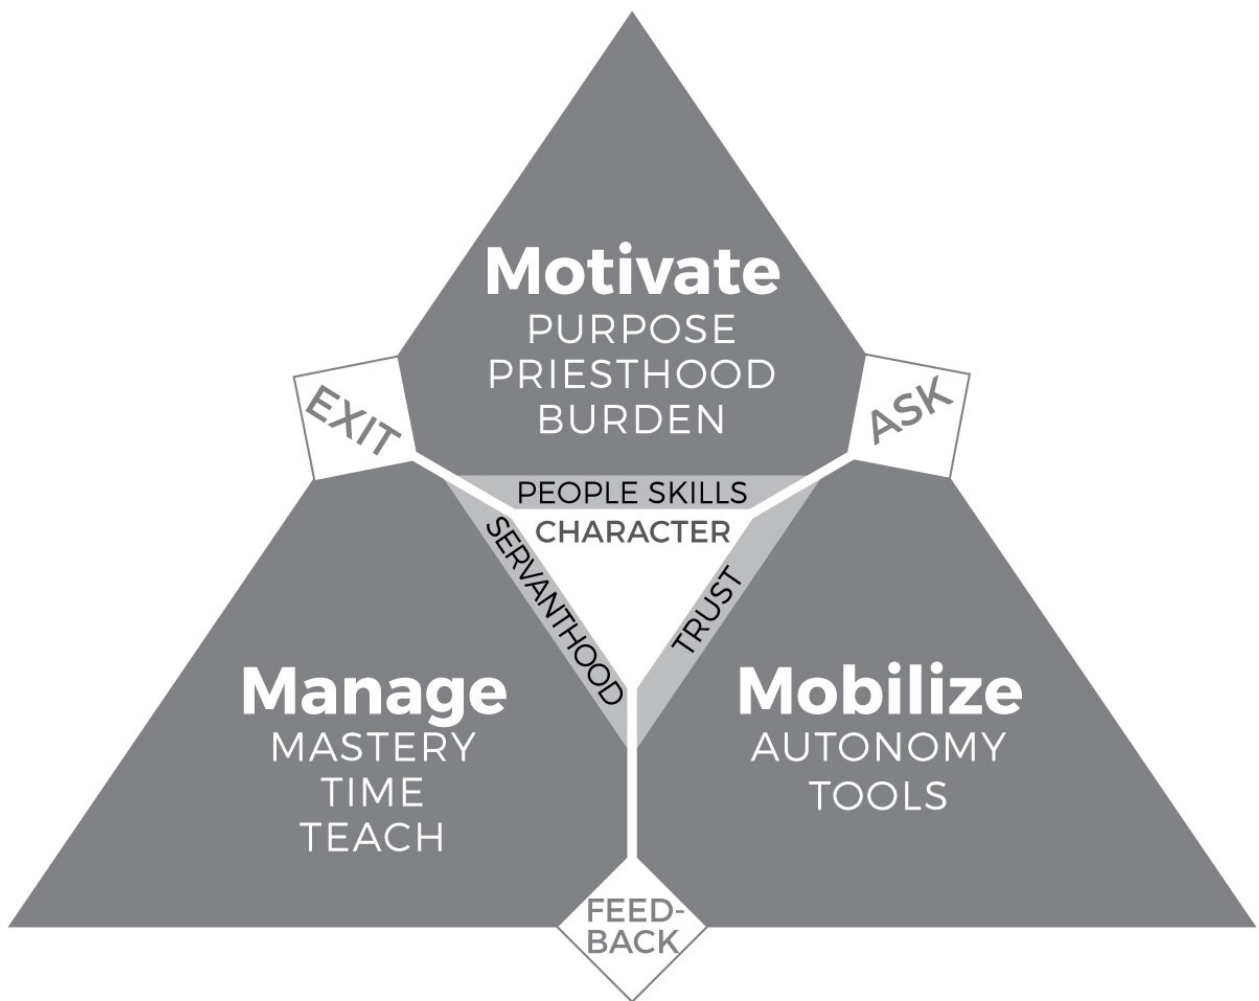 Motivate
PURPOSE
PRIESTHOOD
BURDEN
EXIT
ASK
PEOPLE SKILLS
CHARACTER
SERVANTHOOD
TRUST
Manage
MASTERY
TIME
TEACH
Mobilize
AUTONOMY
TOOLS
FEED-
BACK